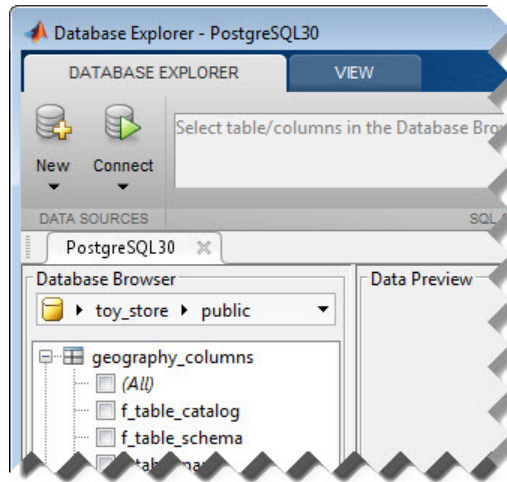 Database Explorer - PostgreSQL30
DATABASE EXPLORER VIEW
Select table/columns in the Database
New Connect
DATA SOURCES SQL
PostgreSQL30
Database Browser Data Preview
toy_store public
geography_columns
(All)
f_table_catalog
f_table_schema